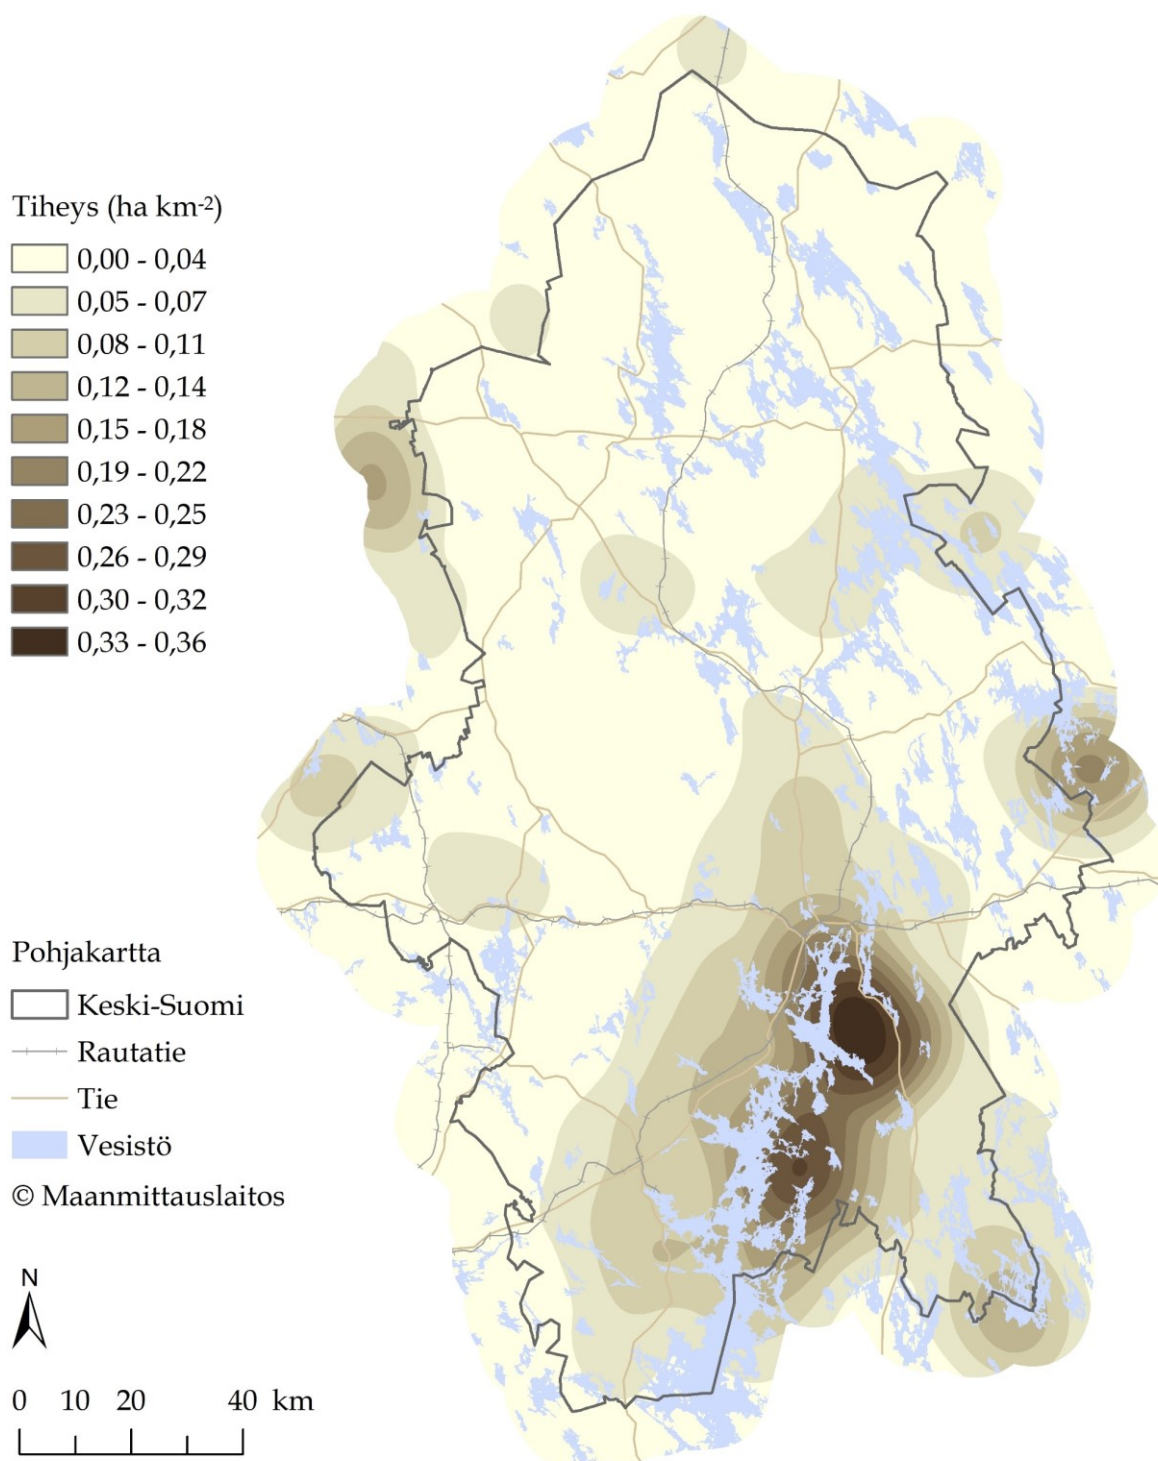 Tiheys (ha km-2)
0,00 - 0,04
0,05 - 0,07
0,08 - 0,11
0,12 - 0,14
0,15 - 0,18
0,19 - 0,22
0,23 - 0,25
0,26 - 0,29
0,30 - 0,32
0,33 - 0,36
Pohjakartta
Keski-Suomi
Rautatie
Tie
Vesistö
© Maanmittauslaitos
N
0 10 20 40 km